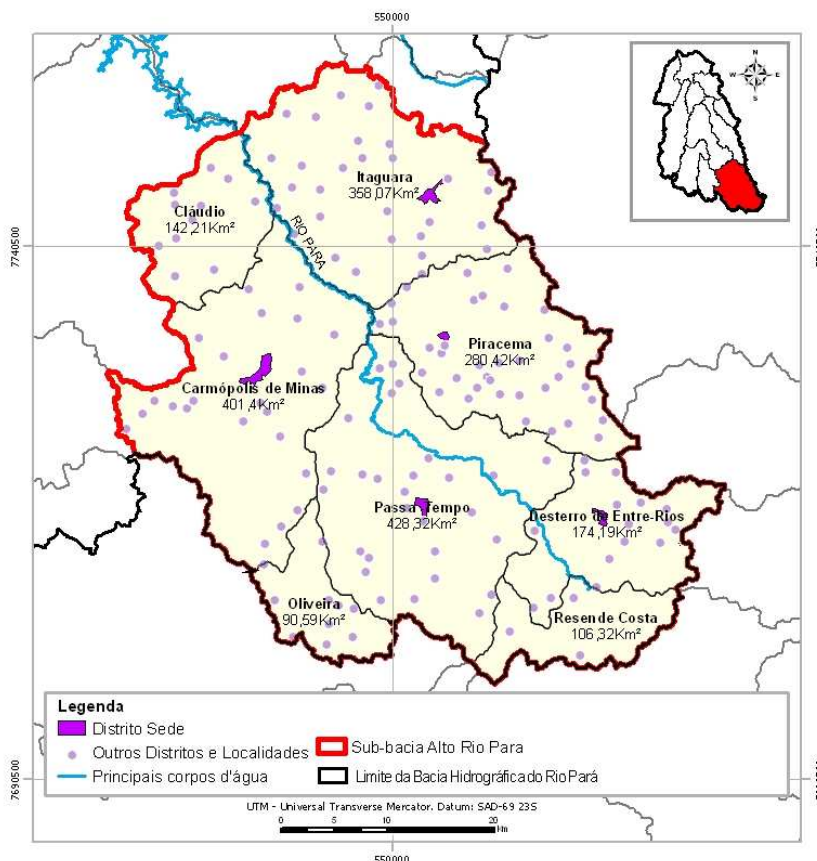 550000
N
W E
S
Itaguara
358,07Km²
Cláudio
142,21Km²
RIO PARA
7740500
Piracema
280,42Km²
Carmópolis de Minas
401,4Km²
Passa Tempo
428,32Km²
Desterro de Entre-Rios
174,19Km²
Oliveira
90,59Km²
Resende Costa
106,32Km²
Legenda
Distrito Sede
Outros Distritos e Localidades
Principais corpos d'água
Sub-bacia Alto Rio Para
Limite da Bacia Hidrográfica do Rio Pará
7690500
UTM - Universal Transverse Mercator. Datum: SAD-69 23S
0 5 10 20
Km
550000